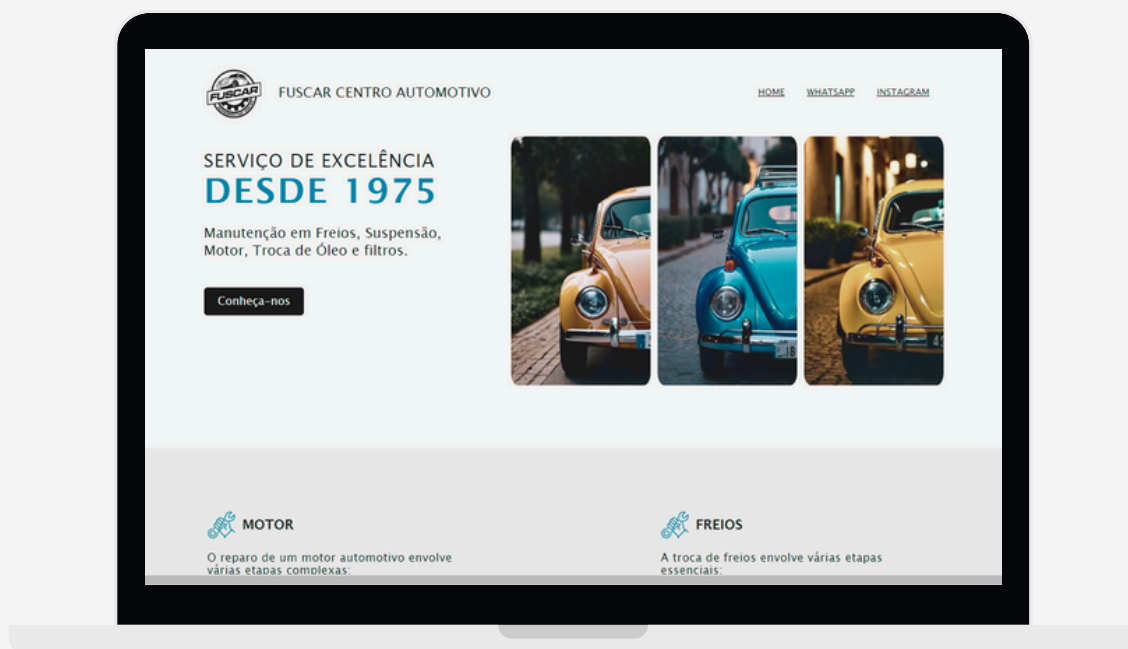 FUSCAR
FUSCAR CENTRO AUTOMOTIVO
HOME
WHATSAPP
INSTAGRAM
SERVIÇO DE EXCELÊNCIA
DESDE 1975
Manutenção em Freios, Suspensão,
Motor, Troca de Óleo e filtros.
Conheça-nos
MOTOR
O reparo de um motor automotivo envolve
várias etapas complexas:
FREIOS
A troca de freios envolve várias etapas
essenciais: